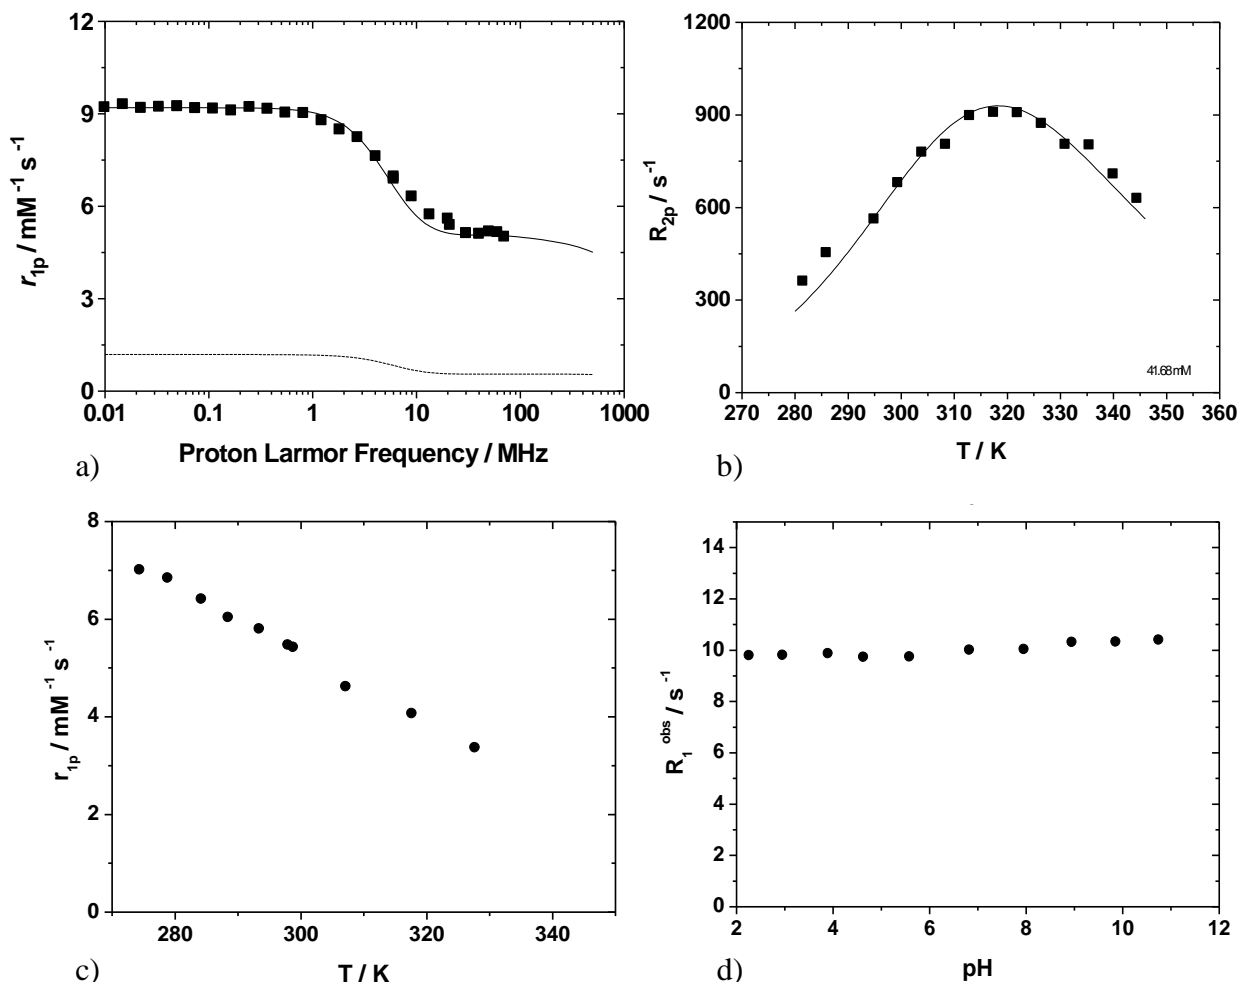 12
9
6
3
0
0.01 0.1 1 10 100 1000
r1p / mM⁻¹ s⁻¹
Proton Larmor Frequency / MHz
a)
1200
900
600
300
0
270 280 290 300 310 320 330 340 350 360
R2p / s⁻¹
41.68 mM
T / K
b)
8
6
4
2
0
280 300 320 340
r1p / mM⁻¹ s⁻¹
T / K
c)
14
12
10
8
6
4
2
0
2 4 6 8 10 12
R1 obs / s⁻¹
pH
d)